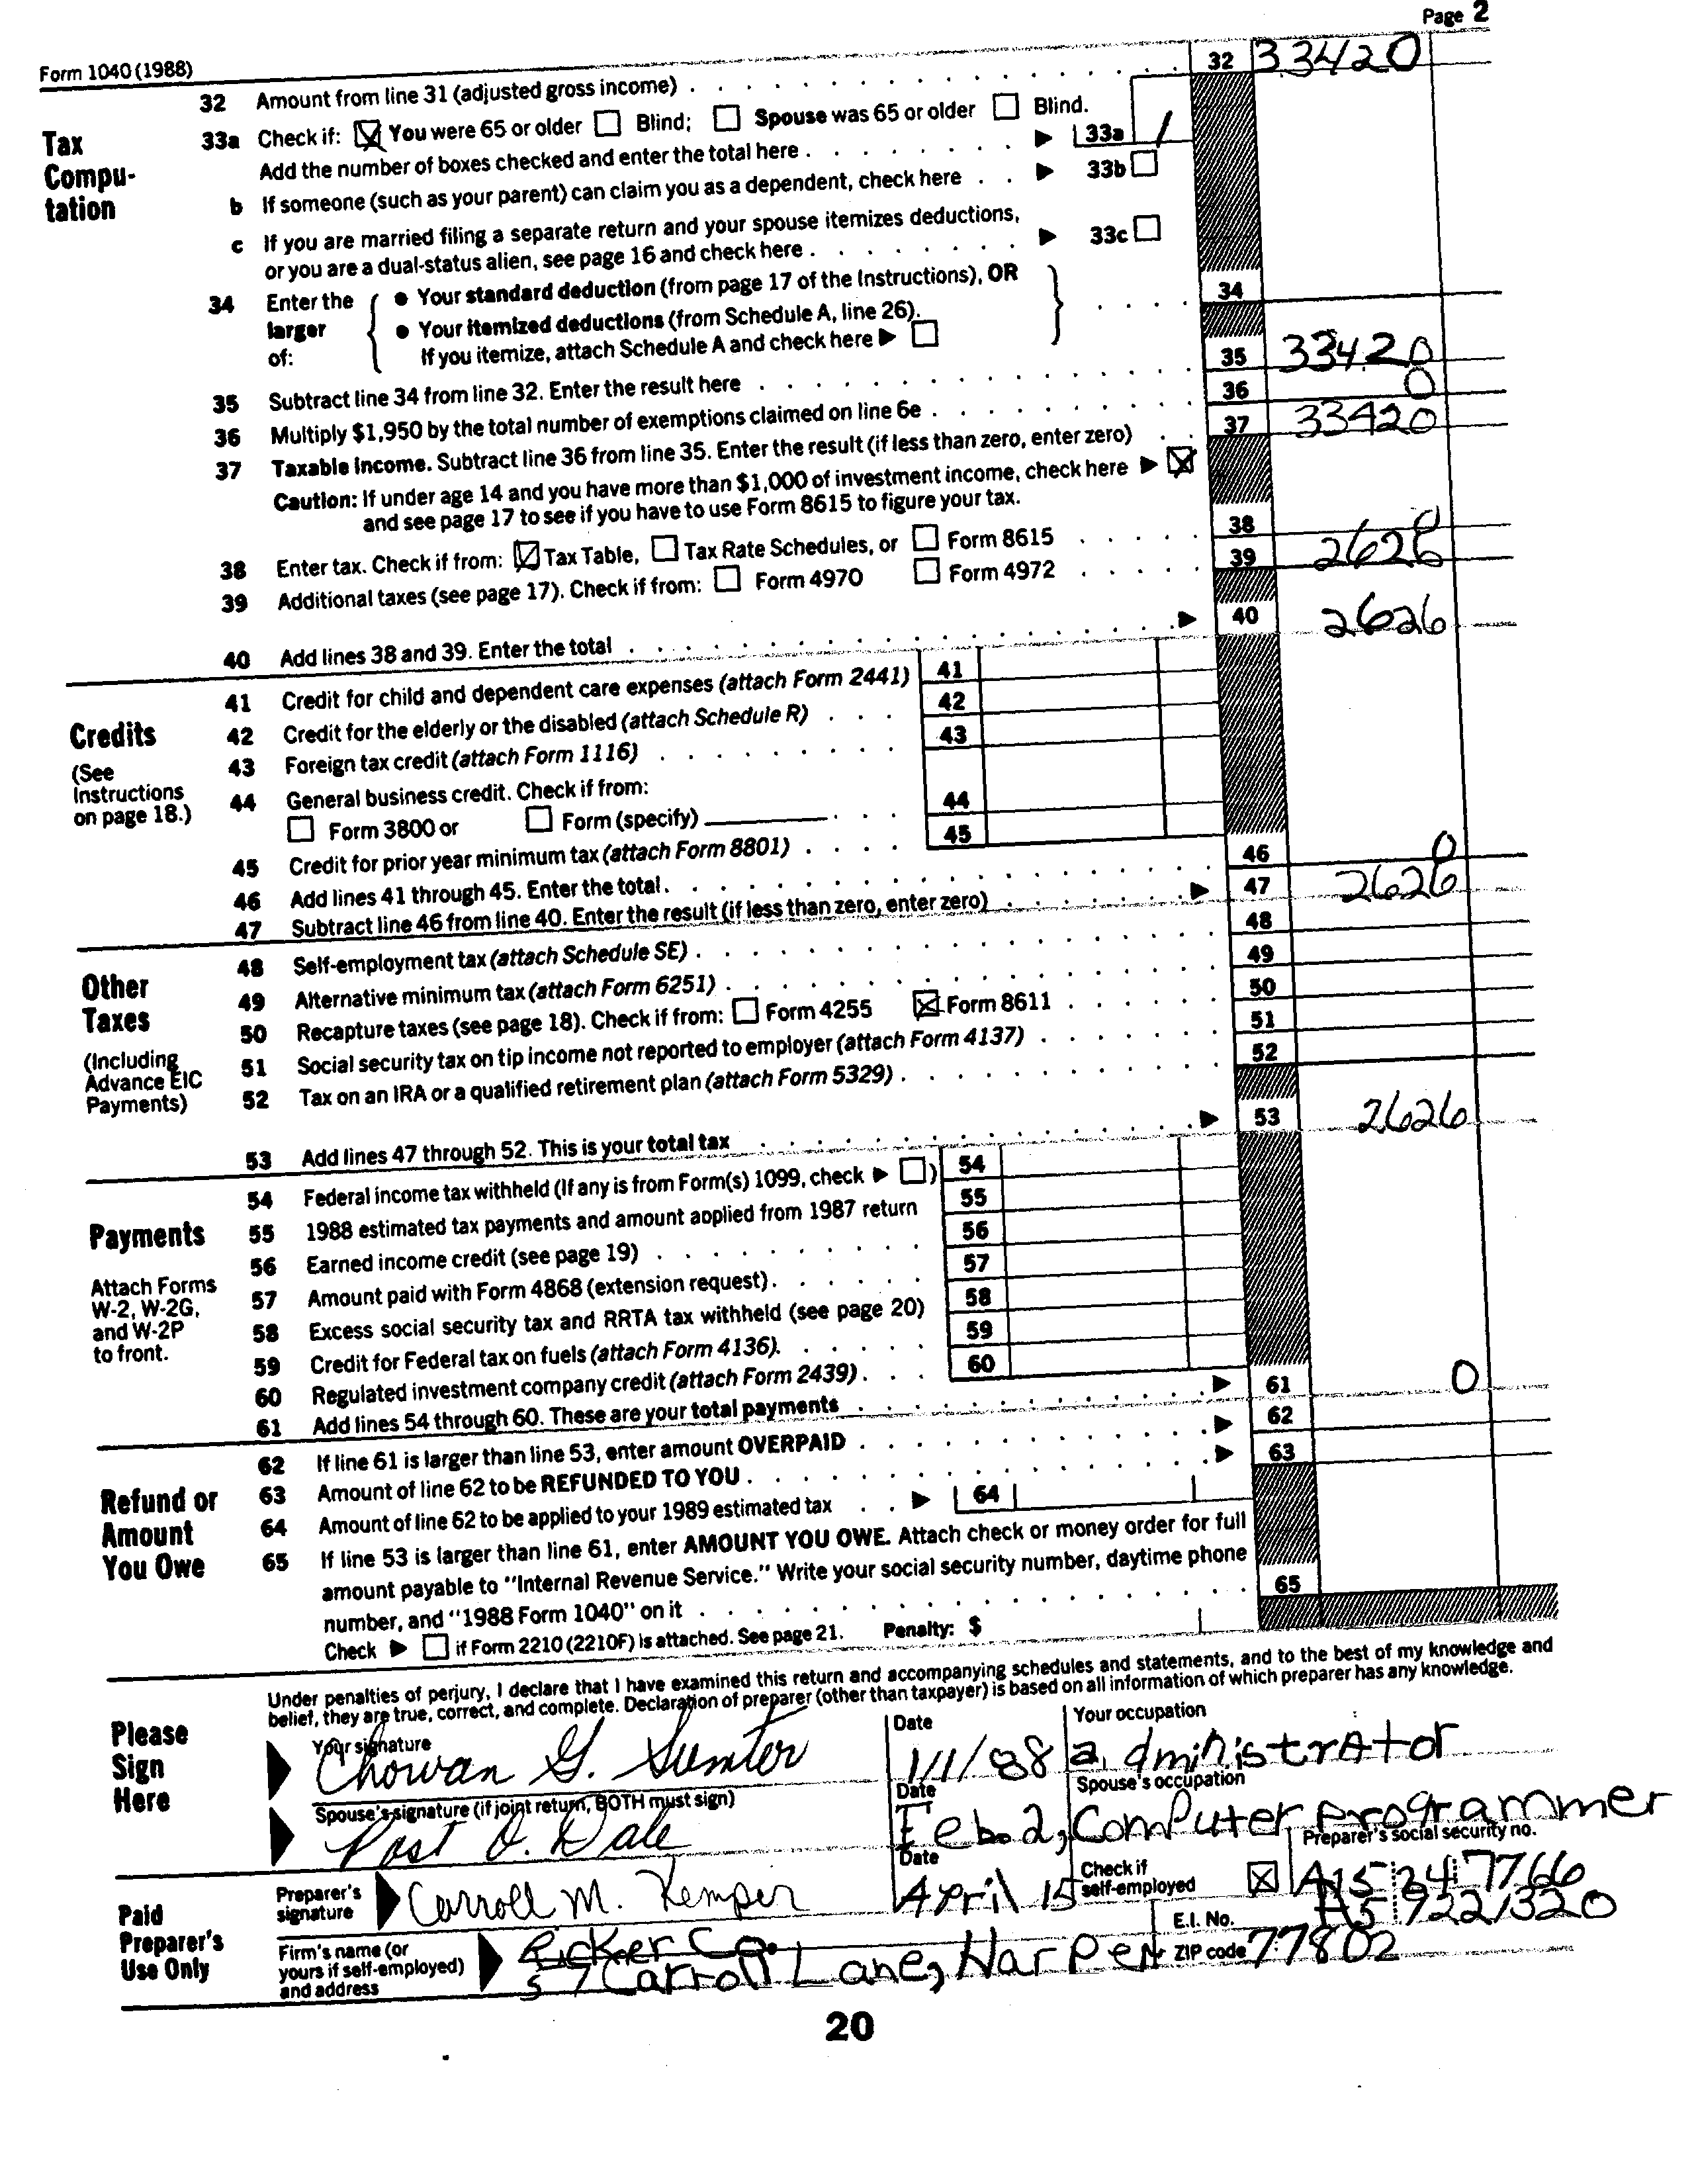 Page 2
Form 1040 (1988)
32 Amount from line 31 (adjusted gross income) 32 33420
Tax Computation
33a Check if: You were 65 or older Blind; Spouse was 65 or older Blind.
Add the number of boxes checked and enter the total here 33a 1
b If someone (such as your parent) can claim you as a dependent, check here 33b
c If you are married filing a separate return and your spouse itemizes deductions,
or you are a dual-status alien, see page 16 and check here 33c
34 Enter the larger of: { • Your standard deduction (from page 17 of the Instructions), OR
• Your itemized deductions (from Schedule A, line 26).
If you itemize, attach Schedule A and check here } 34
35 Subtract line 34 from line 32. Enter the result here 35 33420
36 Multiply $1,950 by the total number of exemptions claimed on line 6e 36 0
37 Taxable income. Subtract line 36 from line 35. Enter the result (if less than zero, enter zero) 37 33420
Caution: If under age 14 and you have more than $1,000 of investment income, check here
and see page 17 to see if you have to use Form 8615 to figure your tax.
38 Enter tax. Check if from: Tax Table, Tax Rate Schedules, or Form 8615 38 0
39 Additional taxes (see page 17). Check if from: Form 4970 Form 4972 39 2626
40 Add lines 38 and 39. Enter the total 40 2626
Credits
(See Instructions on page 18.)
41 Credit for child and dependent care expenses (attach Form 2441) 41
42 Credit for the elderly or the disabled (attach Schedule R) 42
43 Foreign tax credit (attach Form 1116) 43
44 General business credit. Check if from:
Form 3800 or Form (specify) 44
45 Credit for prior year minimum tax (attach Form 8801) 45
46 Add lines 41 through 45. Enter the total 46 0
47 Subtract line 46 from line 40. Enter the result (if less than zero, enter zero) 47 2626
Other Taxes
(Including Advance EIC Payments)
48 Self-employment tax (attach Schedule SE) 48
49 Alternative minimum tax (attach Form 6251) 49
50 Recapture taxes (see page 18). Check if from: Form 4255 Form 8611 50
51 Social security tax on tip income not reported to employer (attach Form 4137) 51
52 Tax on an IRA or a qualified retirement plan (attach Form 5329) 52
53 Add lines 47 through 52. This is your total tax 53 2626
Payments
Attach Forms W-2, W-2G, and W-2P to front.
54 Federal income tax withheld (If any is from Form(s) 1099, check ) 54
55 1988 estimated tax payments and amount applied from 1987 return 55
56 Earned income credit (see page 19) 56
57 Amount paid with Form 4868 (extension request) 57
58 Excess social security tax and RRTA tax withheld (see page 20) 58
59 Credit for Federal tax on fuels (attach Form 4136) 59
60 Regulated investment company credit (attach Form 2439) 60
61 Add lines 54 through 60. These are your total payments 61 0
Refund or Amount You Owe
62 If line 61 is larger than line 53, enter amount OVERPAID 62
63 Amount of line 62 to be REFUNDED TO YOU 63
64 Amount of line 62 to be applied to your 1989 estimated tax 64
65 If line 53 is larger than line 61, enter AMOUNT YOU OWE. Attach check or money order for full
amount payable to "Internal Revenue Service." Write your social security number, daytime phone
number, and "1988 Form 1040" on it 65
Check if Form 2210 (2210F) is attached. See page 21. Penalty: $
Please Sign Here
Under penalties of perjury, I declare that I have examined this return and accompanying schedules and statements, and to the best of my knowledge and
belief, they are true, correct, and complete. Declaration of preparer (other than taxpayer) is based on all information of which preparer has any knowledge.
Your signature Chowan G. Sumter Date 1/1/88 Your occupation administrator
Spouse's signature (if joint return, BOTH must sign) Post O. Dale Date Feb. 2, Spouse's occupation Computer programmer
Paid Preparer's Use Only
Preparer's signature Carroll M. Kemper Date April 15 Check if self-employed Preparer's social security no. A15 24 7766
Firm's name (or yours if self-employed) and address Ricker Co. E.I. No. A5 9221320
57 Carroll Lane, Harper ZIP code 77802
20